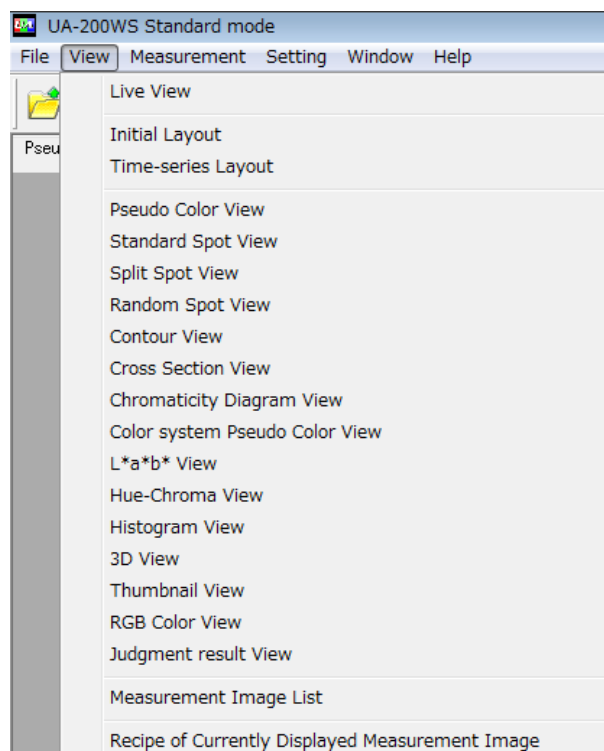 UA-200WS Standard mode
File View Measurement Setting Window Help
Live View
Initial Layout
Pseu
Time-series Layout
Pseudo Color View
Standard Spot View
Split Spot View
Random Spot View
Contour View
Cross Section View
Chromaticity Diagram View
Color system Pseudo Color View
L*a*b* View
Hue-Chroma View
Histogram View
3D View
Thumbnail View
RGB Color View
Judgment result View
Measurement Image List
Recipe of Currently Displayed Measurement Image